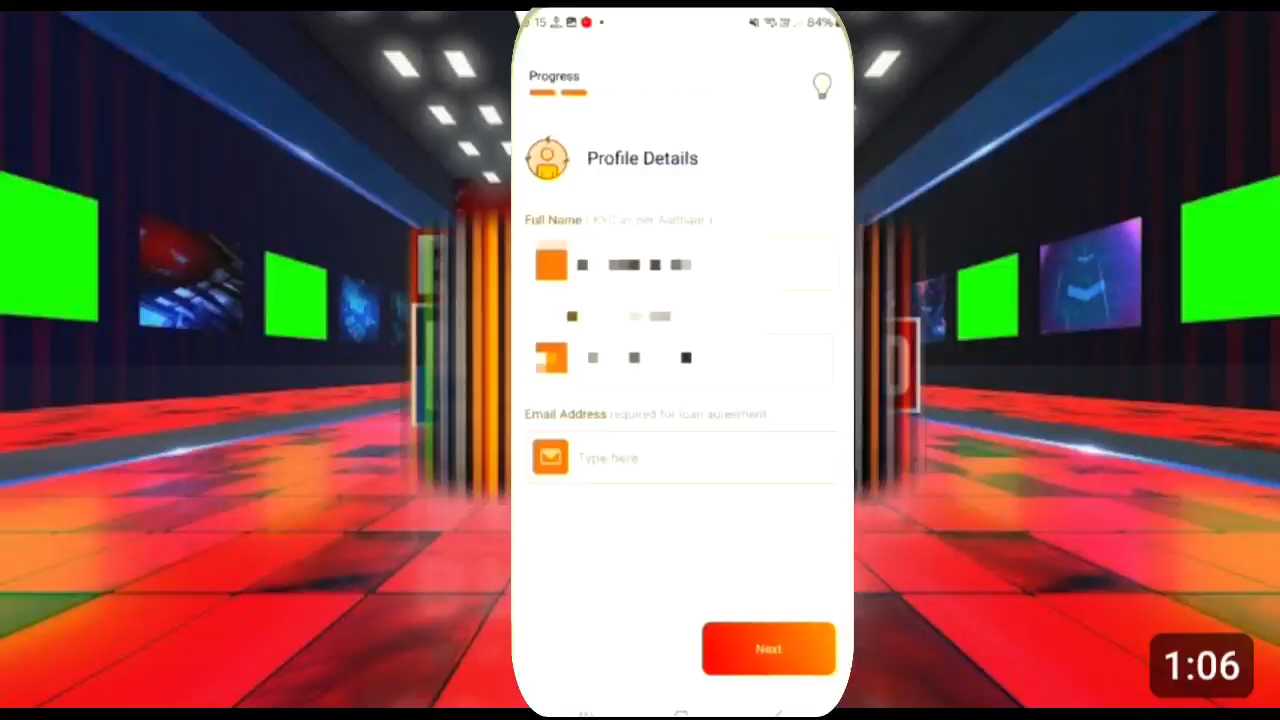 15
84%
Progress
Profile Details
Full Name ( KYC as per Aadhaar )
Email Address required for loan agreement
Type here
Next
1:06